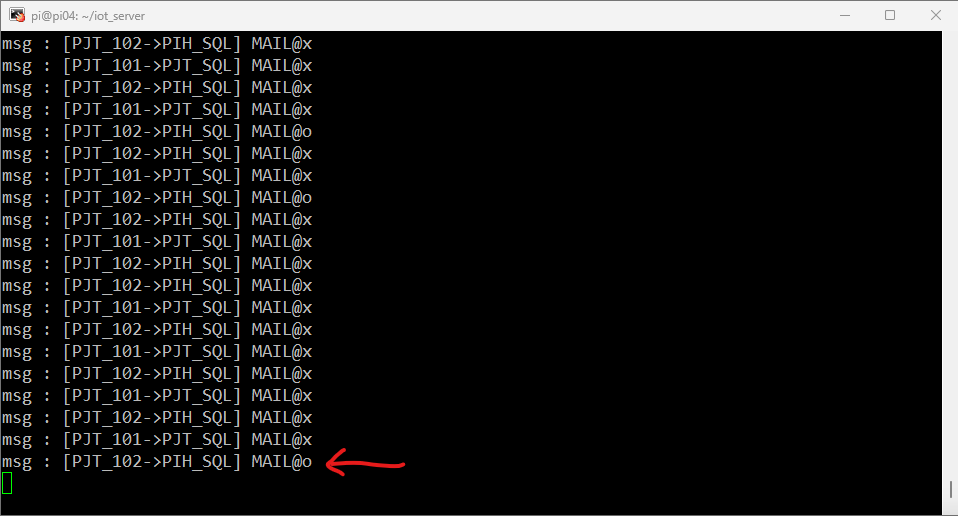 pi@pi04: ~/iot_server
msg : [PJT_102->PIH_SQL] MAIL@x
msg : [PJT_101->PJT_SQL] MAIL@x
msg : [PJT_102->PIH_SQL] MAIL@x
msg : [PJT_101->PJT_SQL] MAIL@x
msg : [PJT_102->PIH_SQL] MAIL@o
msg : [PJT_102->PIH_SQL] MAIL@x
msg : [PJT_101->PJT_SQL] MAIL@x
msg : [PJT_102->PIH_SQL] MAIL@o
msg : [PJT_102->PIH_SQL] MAIL@x
msg : [PJT_101->PJT_SQL] MAIL@x
msg : [PJT_102->PIH_SQL] MAIL@x
msg : [PJT_102->PIH_SQL] MAIL@x
msg : [PJT_101->PJT_SQL] MAIL@x
msg : [PJT_102->PIH_SQL] MAIL@x
msg : [PJT_101->PJT_SQL] MAIL@x
msg : [PJT_102->PIH_SQL] MAIL@x
msg : [PJT_101->PJT_SQL] MAIL@x
msg : [PJT_102->PIH_SQL] MAIL@x
msg : [PJT_101->PJT_SQL] MAIL@x
msg : [PJT_102->PIH_SQL] MAIL@o